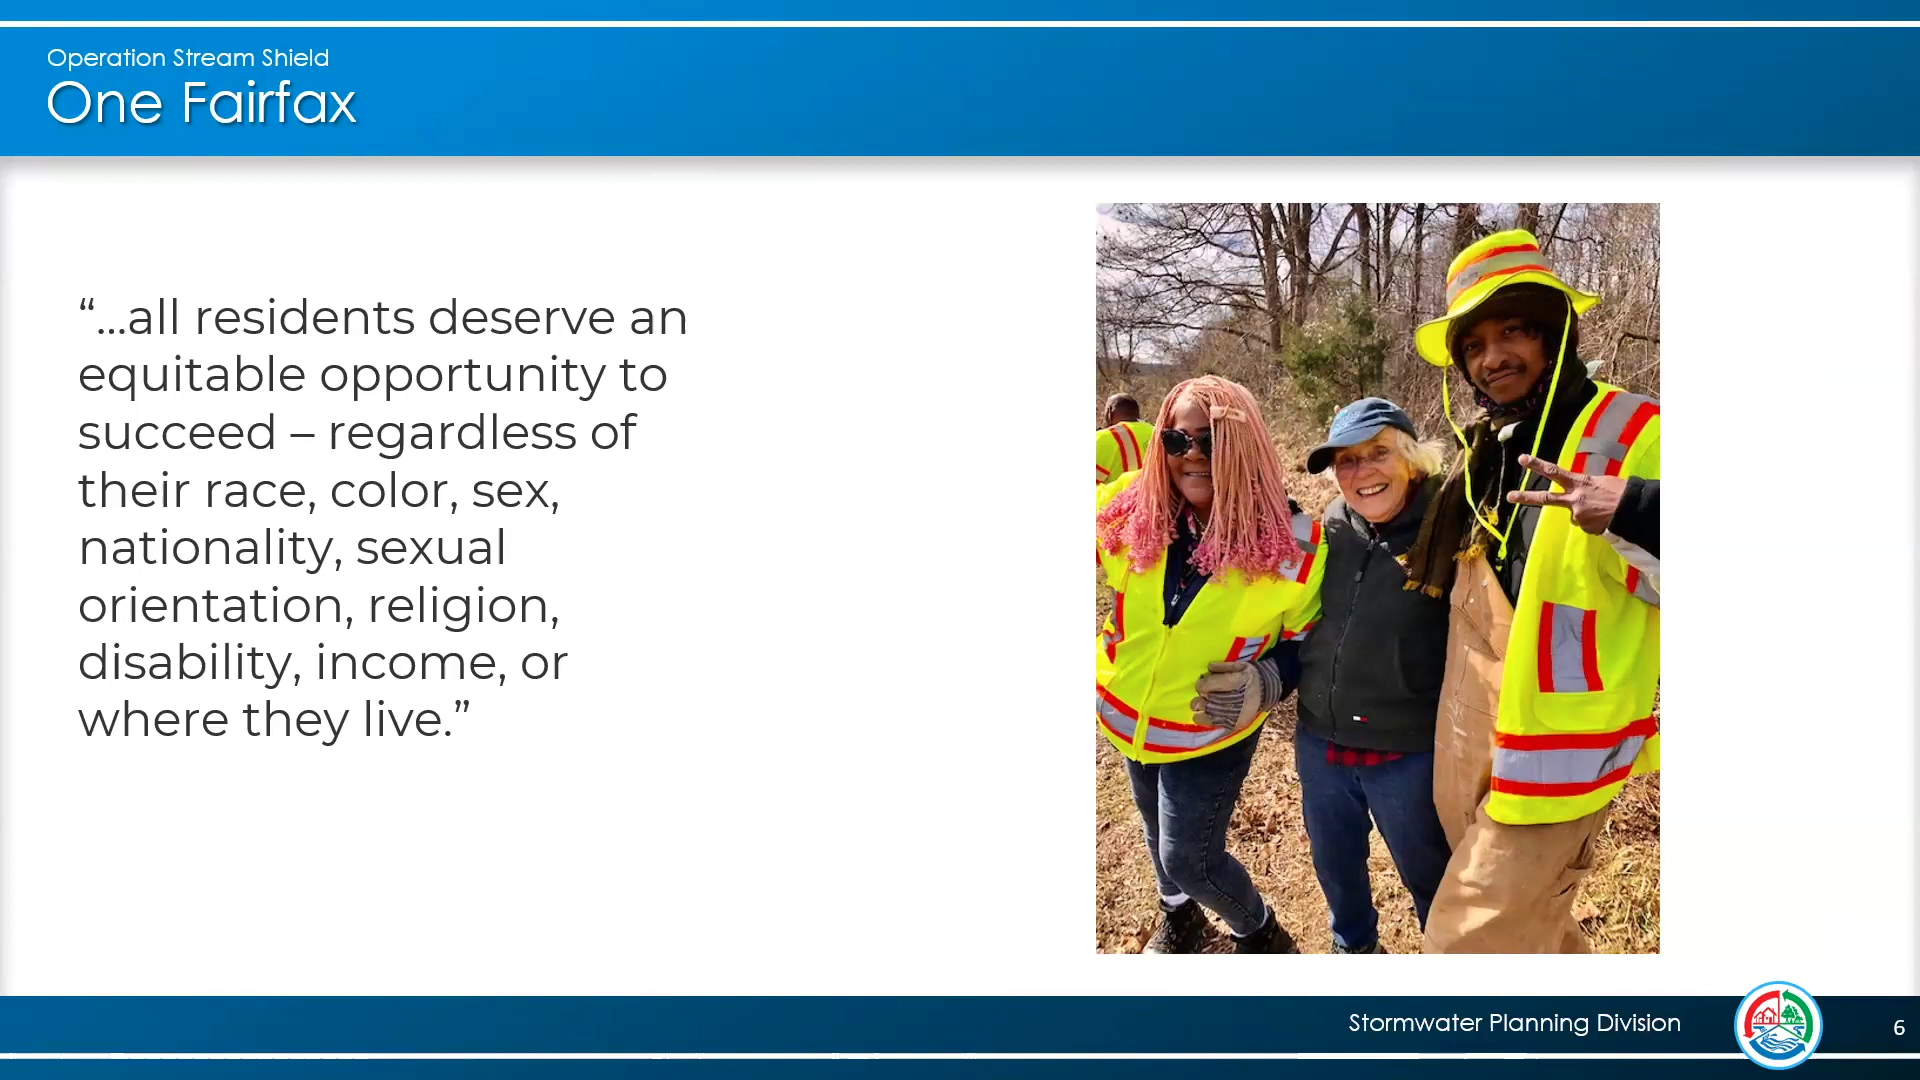 Operation Stream Shield
One Fairfax
“…all residents deserve an
equitable opportunity to
succeed – regardless of
their race, color, sex,
nationality, sexual
orientation, religion,
disability, income, or
where they live.”
Stormwater Planning Division
6